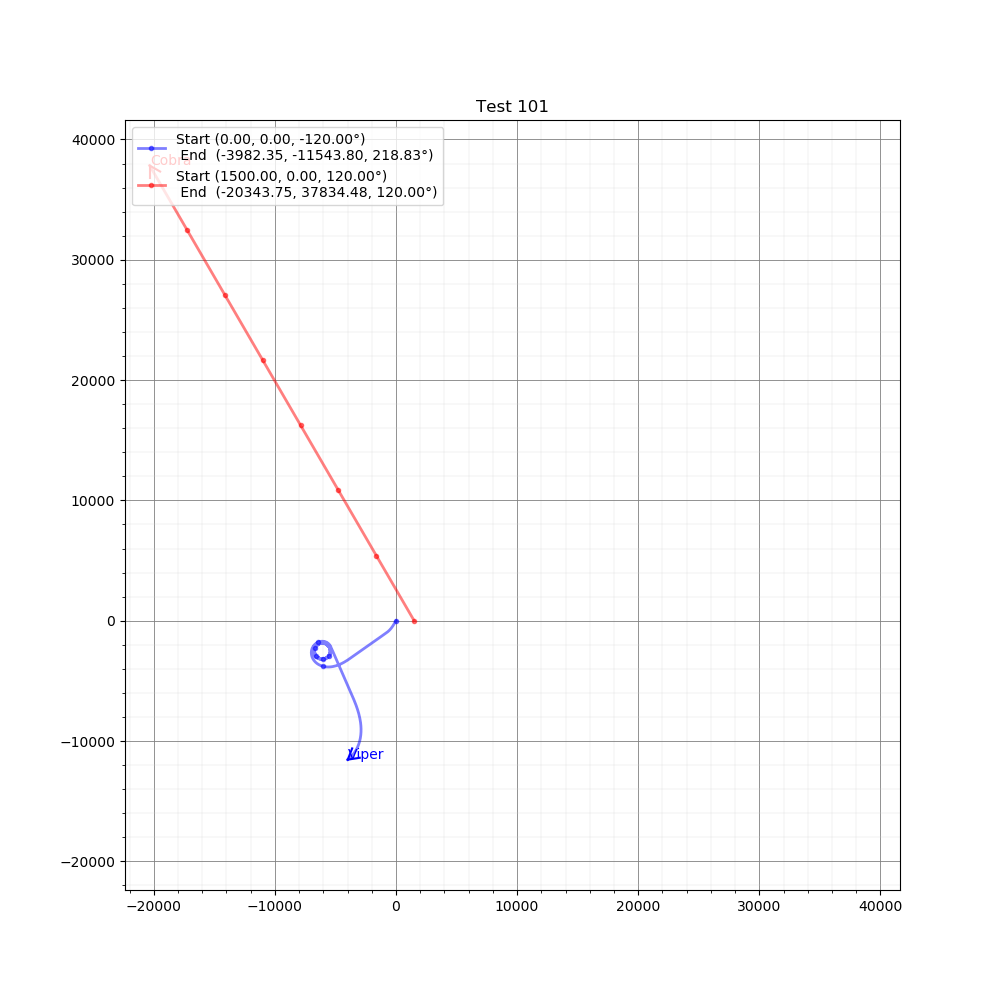 Test 101
Start (0.00, 0.00, -120.00°)
End (-3982.35, -11543.80, 218.83°)
Start (1500.00, 0.00, 120.00°)
End (-20343.75, 37834.48, 120.00°)
Cobra
Viper
40000
30000
20000
10000
0
−10000
−20000
−20000 −10000 0 10000 20000 30000 40000